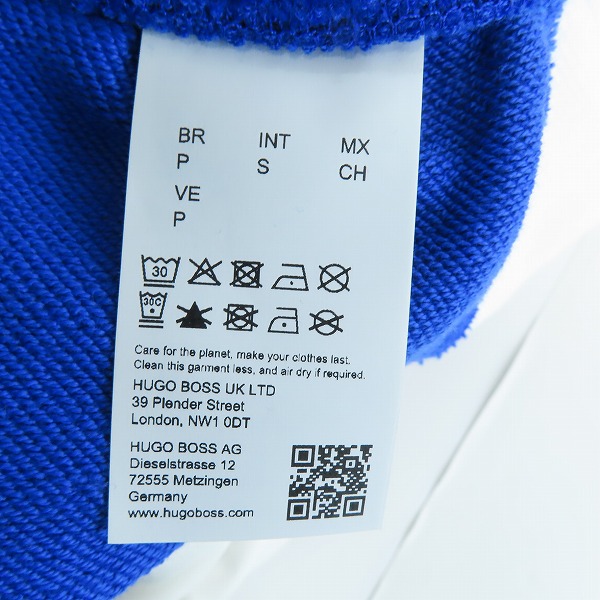 BR INT MX
P S CH
VE
P
30
30C
Care for the planet, make your clothes last.
Clean this garment less, and air dry if required.
HUGO BOSS UK LTD
39 Plender Street
London, NW1 0DT
HUGO BOSS AG
Dieselstrasse 12
72555 Metzingen
Germany
www.hugoboss.com